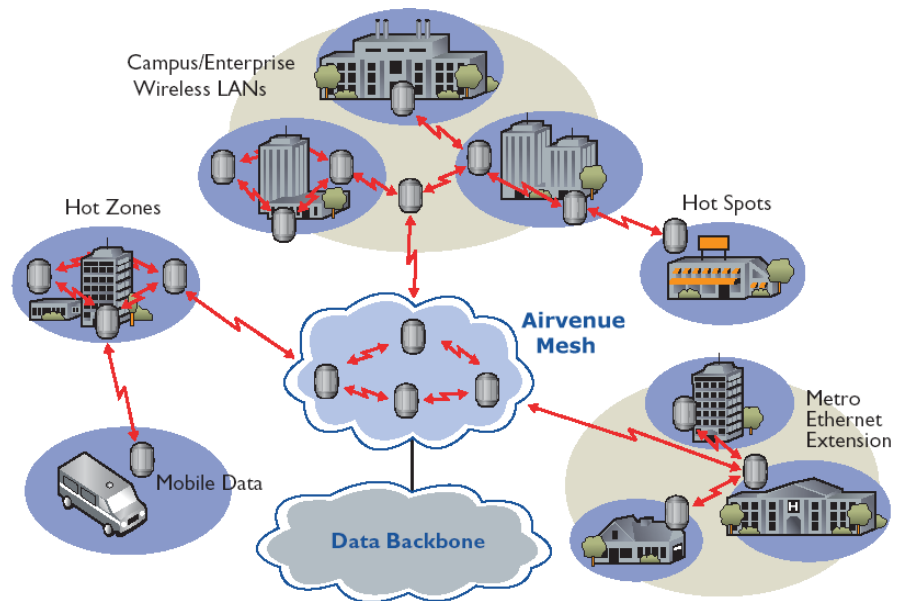 Campus/Enterprise
Wireless LANs
Hot Zones
Hot Spots
Airvenue
Mesh
Metro
Ethernet
Extension
Mobile Data
H
Data Backbone